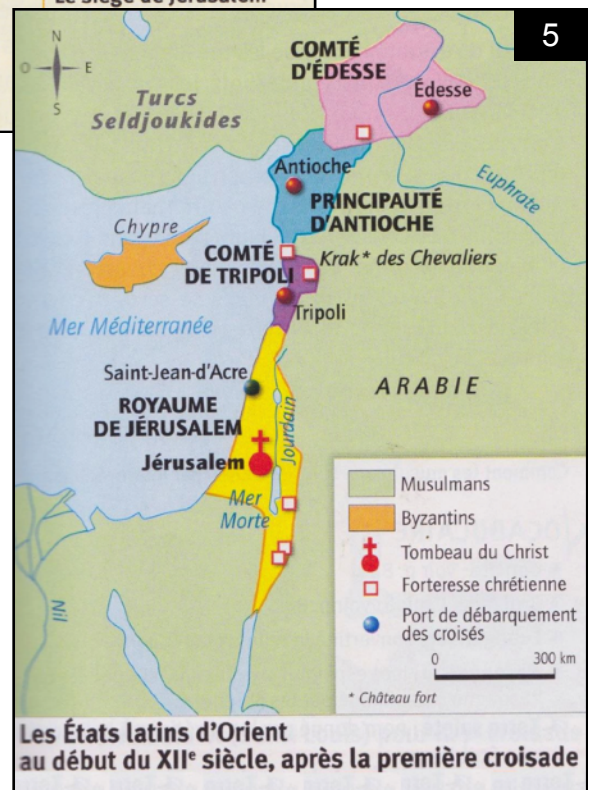 Le Siège de Jérusalem
5
N
O
E
S
COMTÉ
D'ÉDESSE
Édesse
Turcs
Seldjoukides
Antioche
Euphrate
PRINCIPAUTÉ
D'ANTIOCHE
Chypre
COMTÉ
DE TRIPOLI
Krak* des Chevaliers
Tripoli
Mer Méditerranée
Saint-Jean-d'Acre
ARABIE
ROYAUME
DE JÉRUSALEM
Jourdain
Jérusalem
Mer
Morte
Nil
Musulmans
Byzantins
Tombeau du Christ
Forteresse chrétienne
Port de débarquement
des croisés
0 300 km
* Château fort
Les États latins d'Orient
au début du XIIe siècle, après la première croisade